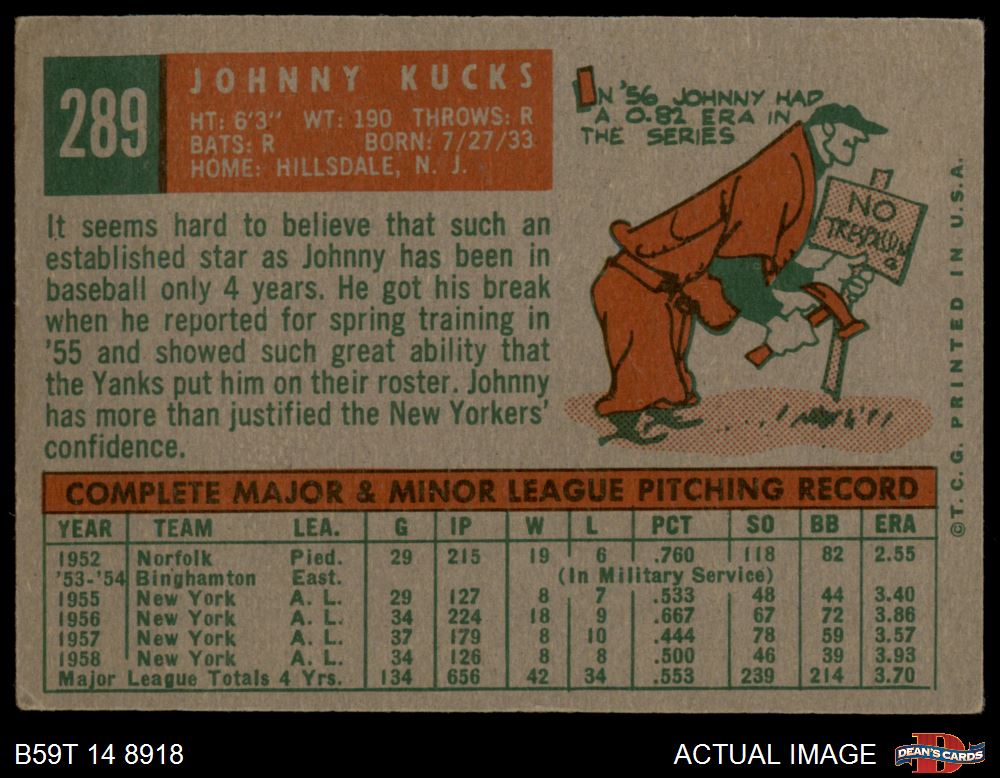 289
JOHNNY KUCKS
HT: 6'3" WT: 190 THROWS: R
BATS: R BORN: 7/27/33
HOME: HILLSDALE, N. J.
IN '56 JOHNNY HAD
A 0.82 ERA IN
THE SERIES
NO
It seems hard to believe that such an
established star as Johnny has been in
baseball only 4 years. He got his break
when he reported for spring training in
'55 and showed such great ability that
the Yanks put him on their roster. Johnny
has more than justified the New Yorkers'
confidence.
©T. C. G. PRINTED IN U.S.A.
COMPLETE MAJOR & MINOR LEAGUE PITCHING RECORD
YEAR TEAM LEA. G IP W L PCT SO BB ERA
1952 Norfolk Pied. 29 215 19 6 .760 118 82 2.55
'53-'54 Binghamton East. (In Military Service)
1955 New York A. L. 29 127 8 7 .533 48 44 3.40
1956 New York A. L. 34 224 18 9 .667 67 72 3.86
1957 New York A. L. 37 179 8 10 .444 78 59 3.57
1958 New York A. L. 34 126 8 8 .500 46 39 3.93
Major League Totals 4 Yrs. 134 656 42 34 .553 239 214 3.70
B59T 14 8918
ACTUAL IMAGE
DEAN'S CARDS